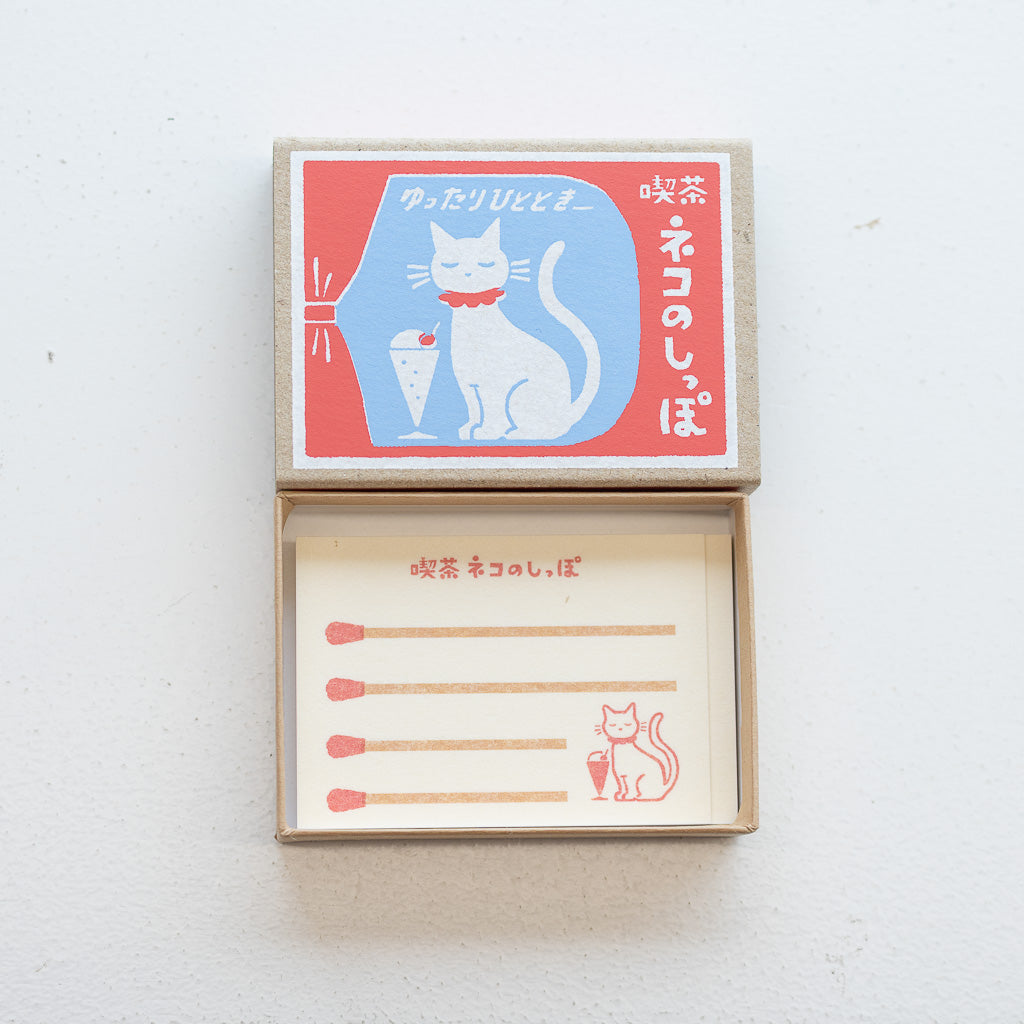 ゆったりひととき
喫茶
ネコのしっぽ
喫茶 ネコのしっぽ